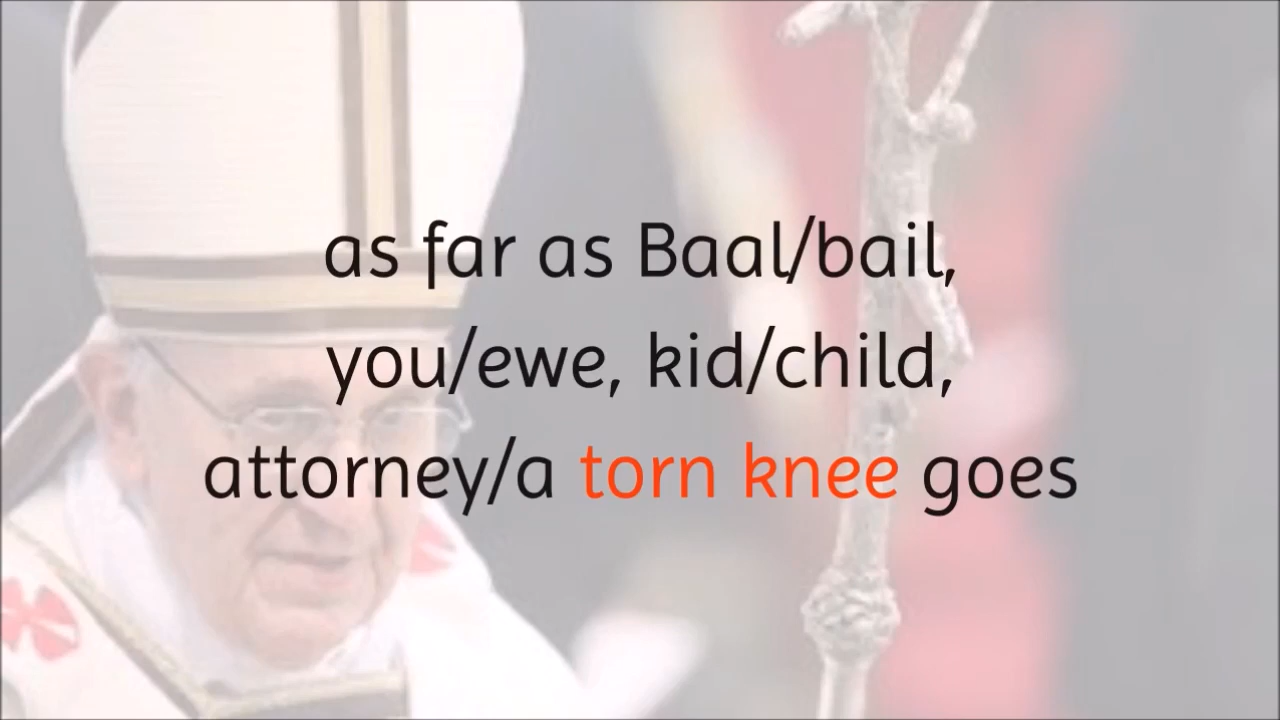 as far as Baal/bail,
you/ewe, kid/child,
attorney/a torn knee goes